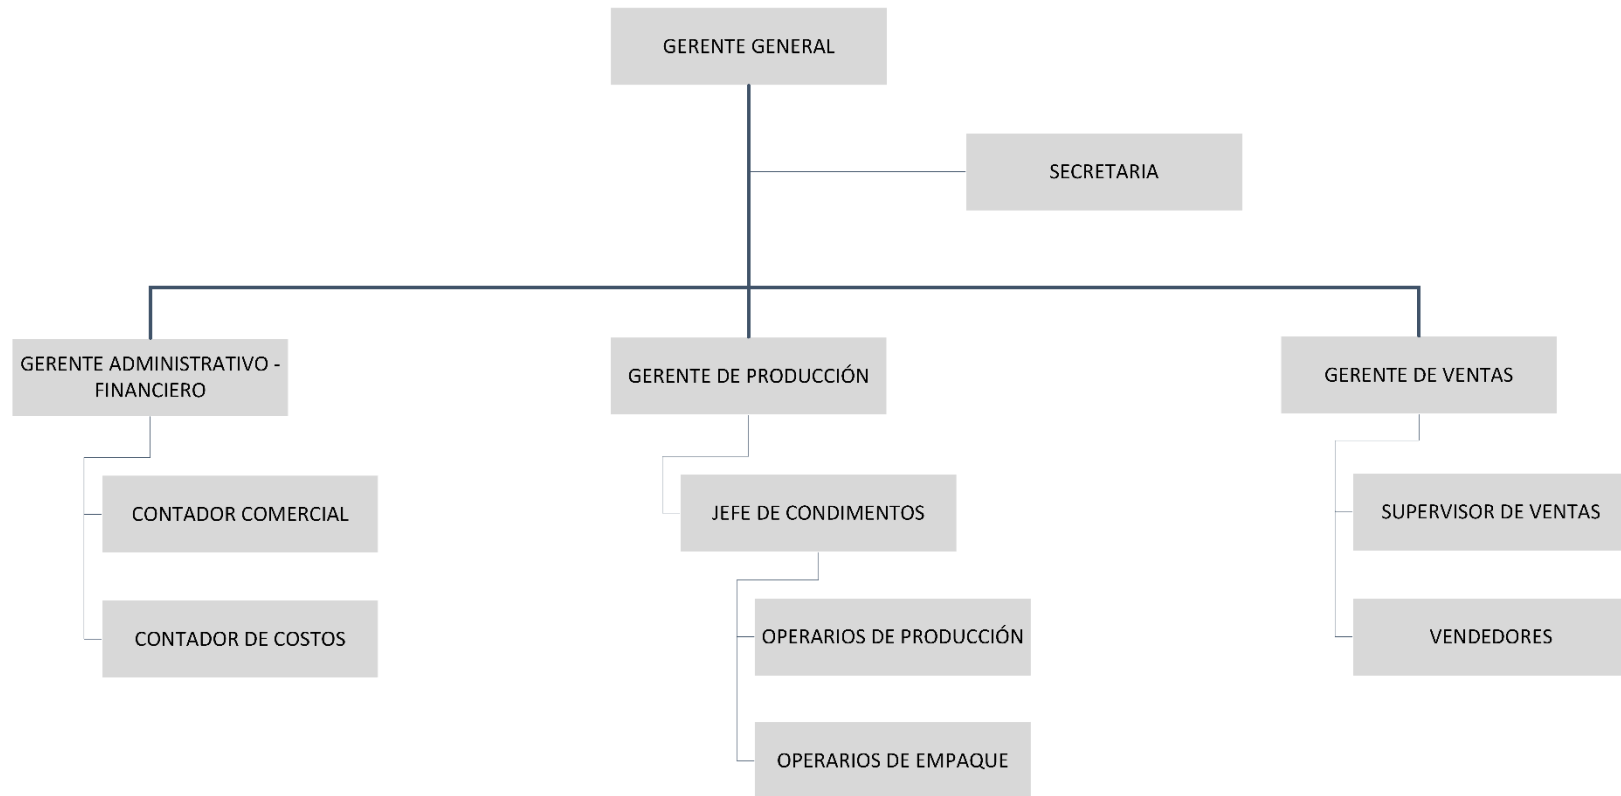 GERENTE GENERAL
SECRETARIA
GERENTE ADMINISTRATIVO -
FINANCIERO
GERENTE DE PRODUCCIÓN
GERENTE DE VENTAS
CONTADOR COMERCIAL
JEFE DE CONDIMENTOS
SUPERVISOR DE VENTAS
CONTADOR DE COSTOS
OPERARIOS DE PRODUCCIÓN
VENDEDORES
OPERARIOS DE EMPAQUE